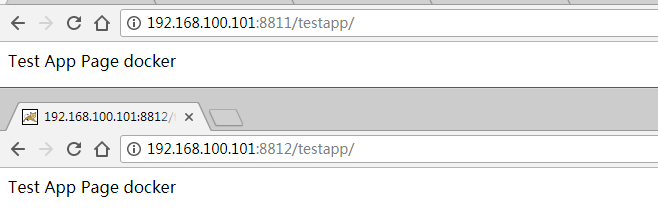 192.168.100.101:8811/testapp/
Test App Page docker
192.168.100.101:8812/
192.168.100.101:8812/testapp/
Test App Page docker